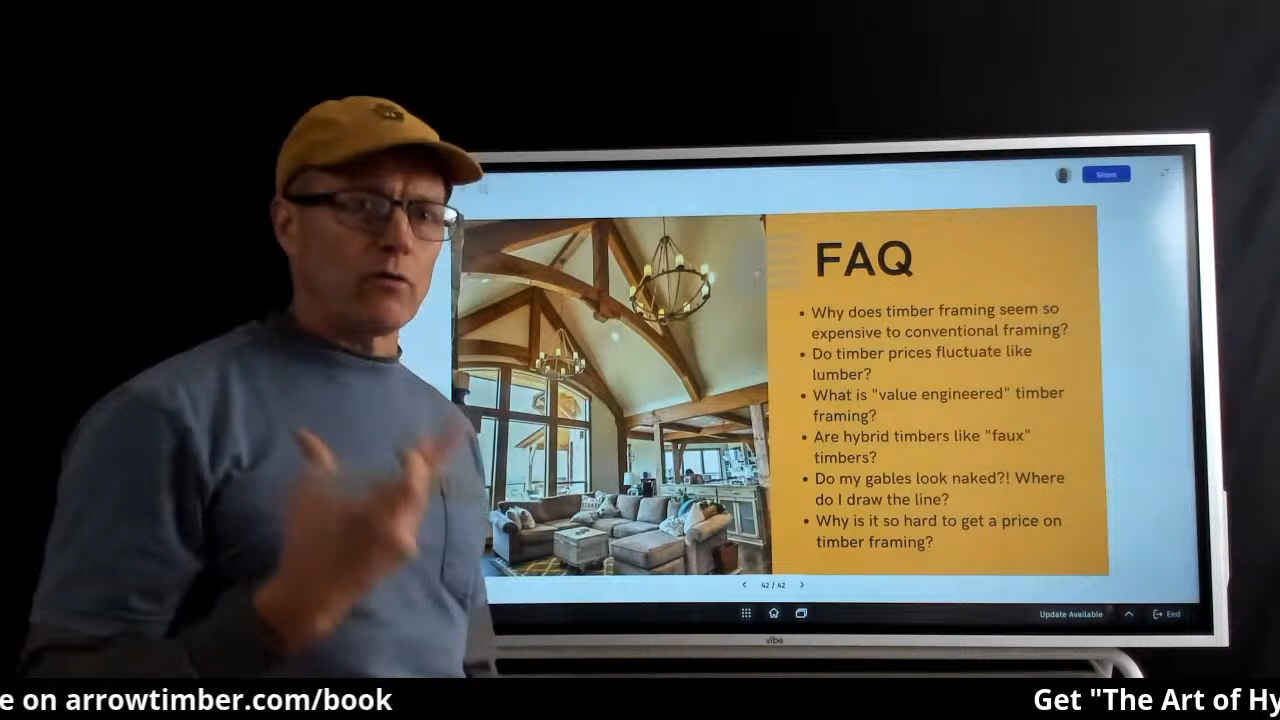 Share
FAQ
• Why does timber framing seem so
expensive to conventional framing?
• Do timber prices fluctuate like
lumber?
• What is "value engineered" timber
framing?
• Are hybrid timbers like "faux"
timbers?
• Do my gables look naked?! Where
do I draw the line?
• Why is it so hard to get a price on
timber framing?
42 / 42
Update Available
End
vibe
e on arrowtimber.com/book
Get "The Art of Hy